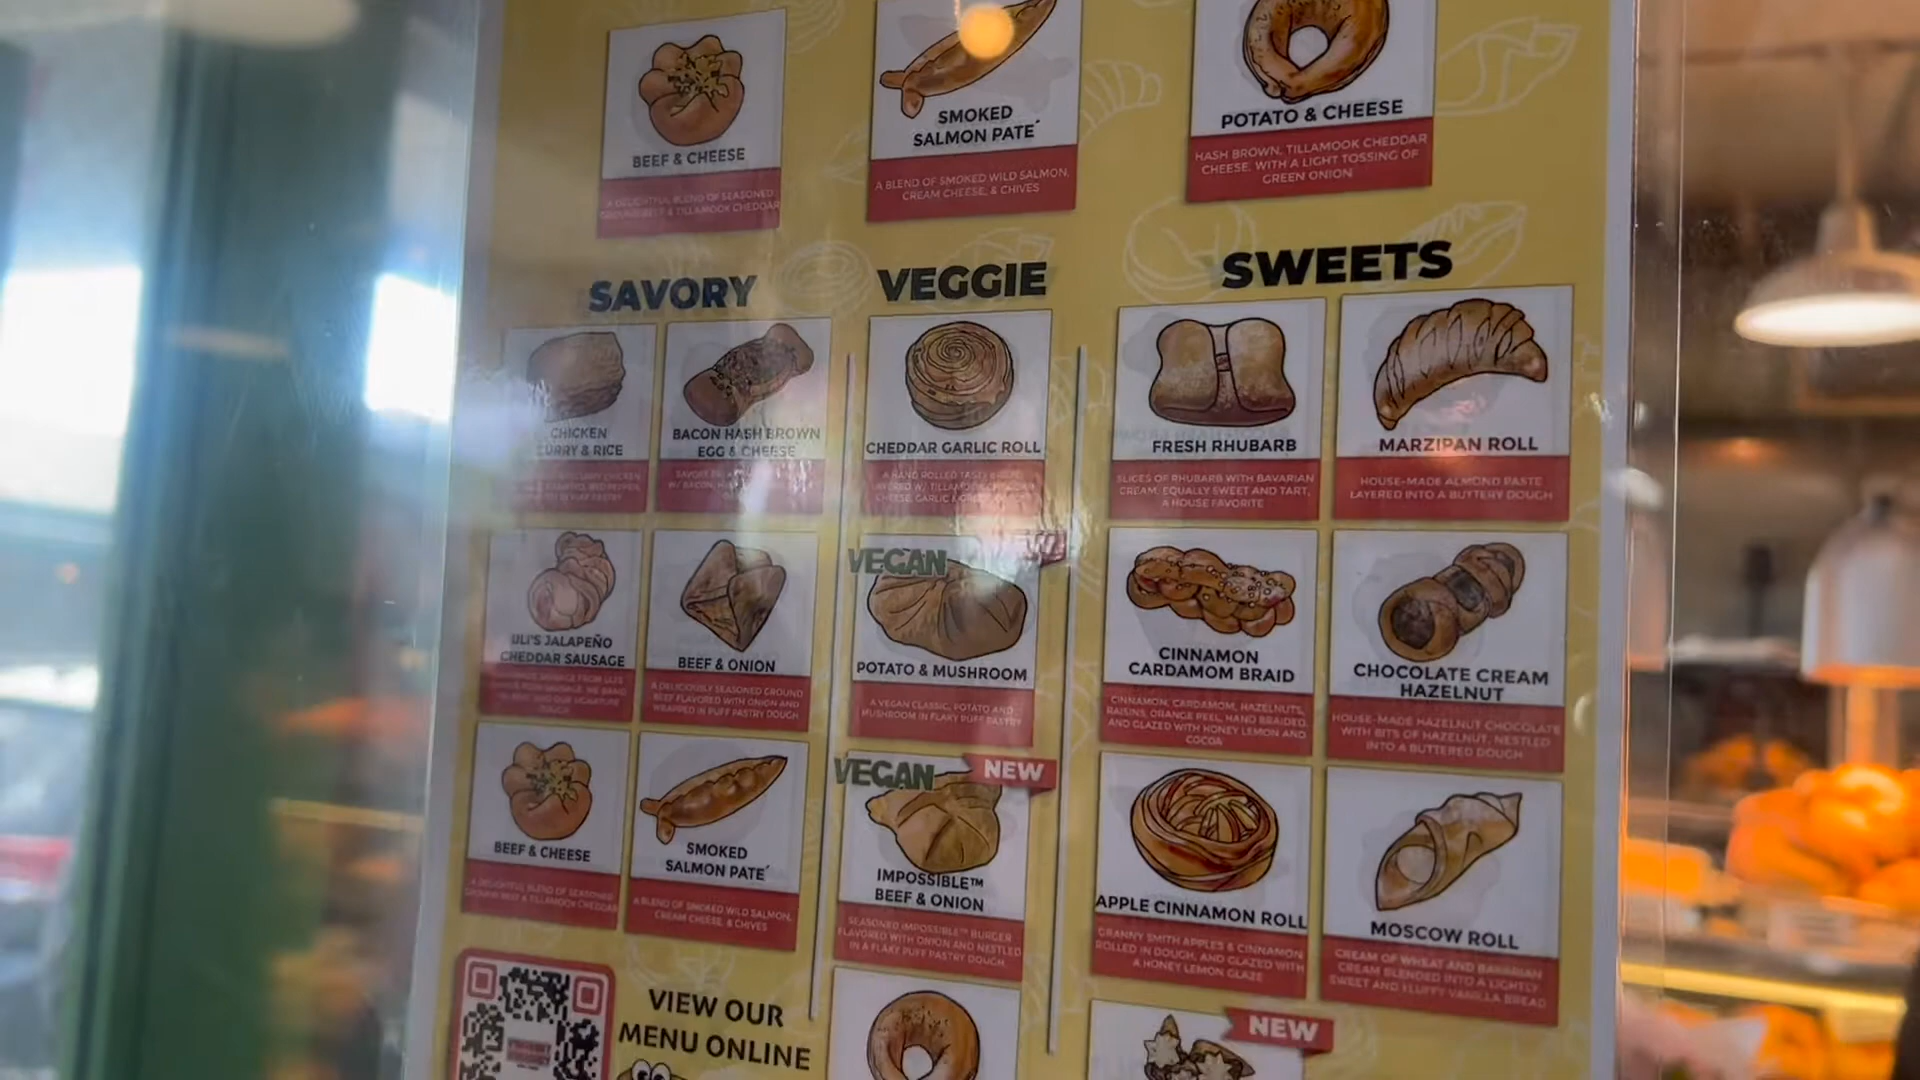 BEEF & CHEESE
A DELIGHTFUL BLEND OF SEASONED
GROUND BEEF & TILLAMOOK CHEDDAR
SMOKED
SALMON PATE´
A BLEND OF SMOKED WILD SALMON,
CREAM CHEESE, & CHIVES
POTATO & CHEESE
HASH BROWN, TILLAMOOK CHEDDAR
CHEESE, WITH A LIGHT TOSSING OF
GREEN ONION
SAVORY
CHICKEN
CURRY & RICE
IN PUFF PASTRY
BACON HASH BROWN
EGG & CHEESE
ULI'S JALAPEÑO
CHEDDAR SAUSAGE
BEEF & ONION
A DELICIOUSLY SEASONED GROUND
BEEF FLAVORED WITH ONION AND
WRAPPED IN PUFF PASTRY DOUGH
BEEF & CHEESE
A DELIGHTFUL BLEND OF SEASONED
GROUND BEEF & TILLAMOOK CHEDDAR
SMOKED
SALMON PATE´
A BLEND OF SMOKED WILD SALMON,
CREAM CHEESE, & CHIVES
VIEW OUR
MENU ONLINE
VEGGIE
CHEDDAR GARLIC ROLL
A HAND ROLLED TASTY
CHEESE, GARLIC &
VEGAN
POTATO & MUSHROOM
A VEGAN CLASSIC, POTATO AND
MUSHROOM IN FLAKY PUFF PASTRY
VEGAN
NEW
IMPOSSIBLE™
BEEF & ONION
SEASONED IMPOSSIBLE™ BURGER
FLAVORED WITH ONION AND NESTLED
IN A FLAKY PUFF PASTRY DOUGH.
SWEETS
FRESH RHUBARB
SLICES OF RHUBARB WITH BAVARIAN
CREAM, EQUALLY SWEET AND TART,
A HOUSE FAVORITE
MARZIPAN ROLL
HOUSE-MADE ALMOND PASTE
LAYERED INTO A BUTTERY DOUGH
CINNAMON
CARDAMOM BRAID
CINNAMON, CARDAMOM, HAZELNUTS,
RAISINS, ORANGE PEEL, HAND BRAIDED,
AND GLAZED WITH HONEY LEMON AND
COCOA
CHOCOLATE CREAM
HAZELNUT
HOUSE-MADE HAZELNUT CHOCOLATE
WITH BITS OF HAZELNUT, NESTLED
INTO A BUTTERED DOUGH
APPLE CINNAMON ROLL
GRANNY SMITH APPLES & CINNAMON
ROLLED IN DOUGH, AND GLAZED WITH
A HONEY LEMON GLAZE
MOSCOW ROLL
CREAM OF WHEAT AND BAVARIAN
CREAM BLENDED INTO A LIGHTLY
SWEET AND FLUFFY VANILLA BREAD
NEW